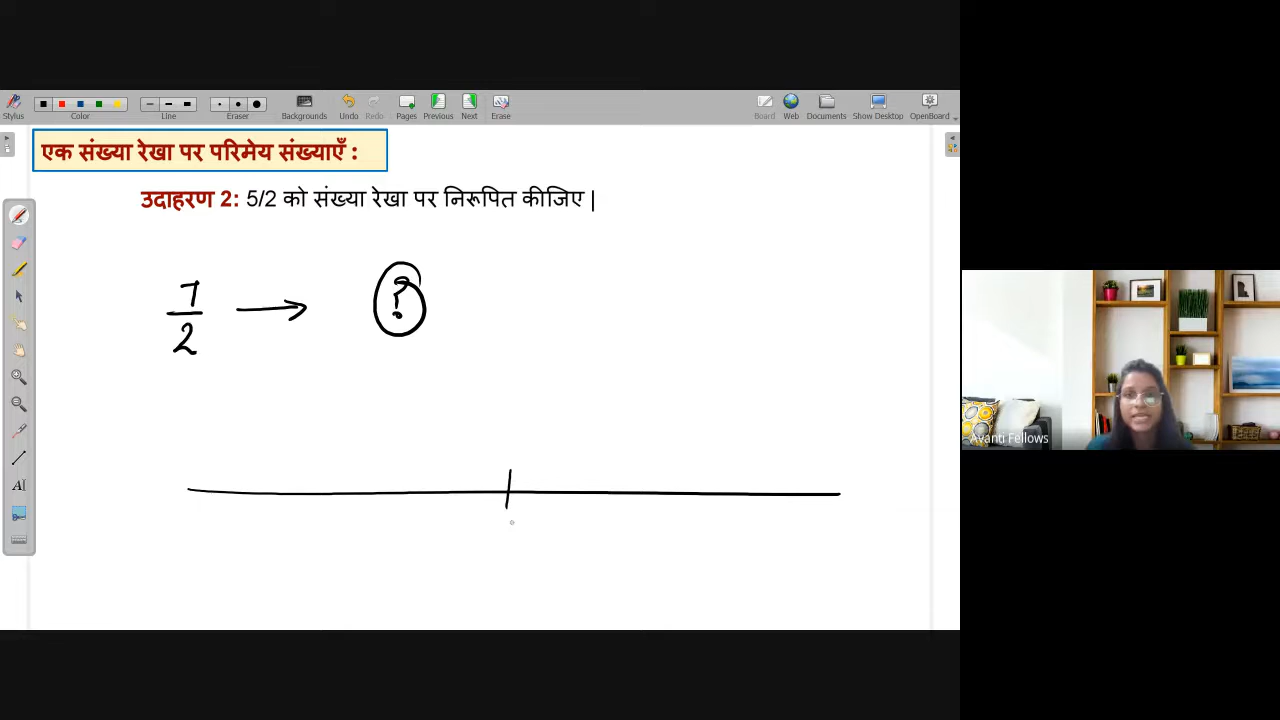 Stylus
Color
Line
Eraser
Backgrounds
Undo
Redo
Pages
Previous
Next
Erase
Board
Web
Documents
Show Desktop
OpenBoard
एक संख्या रेखा पर परिमेय संख्याएँ :
उदाहरण 2: 5/2 को संख्या रेखा पर निरूपित कीजिए |
7
2
?
Avanti Fellows